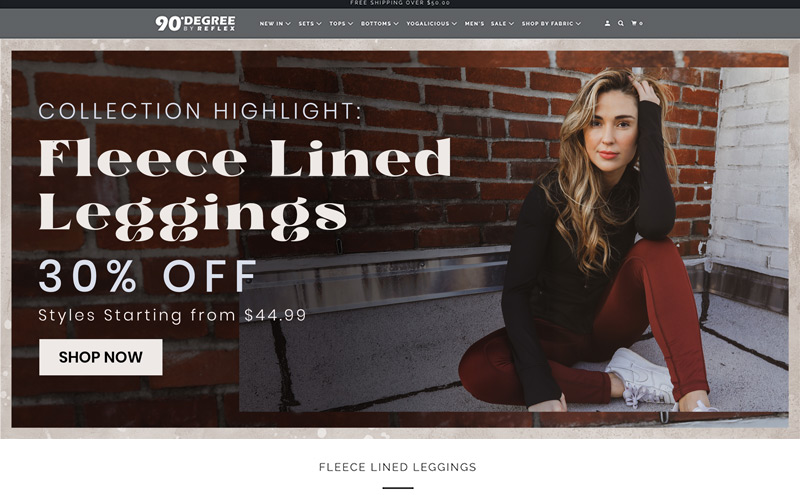 FREE SHIPPING OVER $50.00
90°DEGREE
BY REFLEX
NEW IN SETS TOPS BOTTOMS YOGALICIOUS MEN'S SALE SHOP BY FABRIC 0
COLLECTION HIGHLIGHT:
Fleece Lined
Leggings
30% OFF
Styles Starting from $44.99
SHOP NOW
FLEECE LINED LEGGINGS